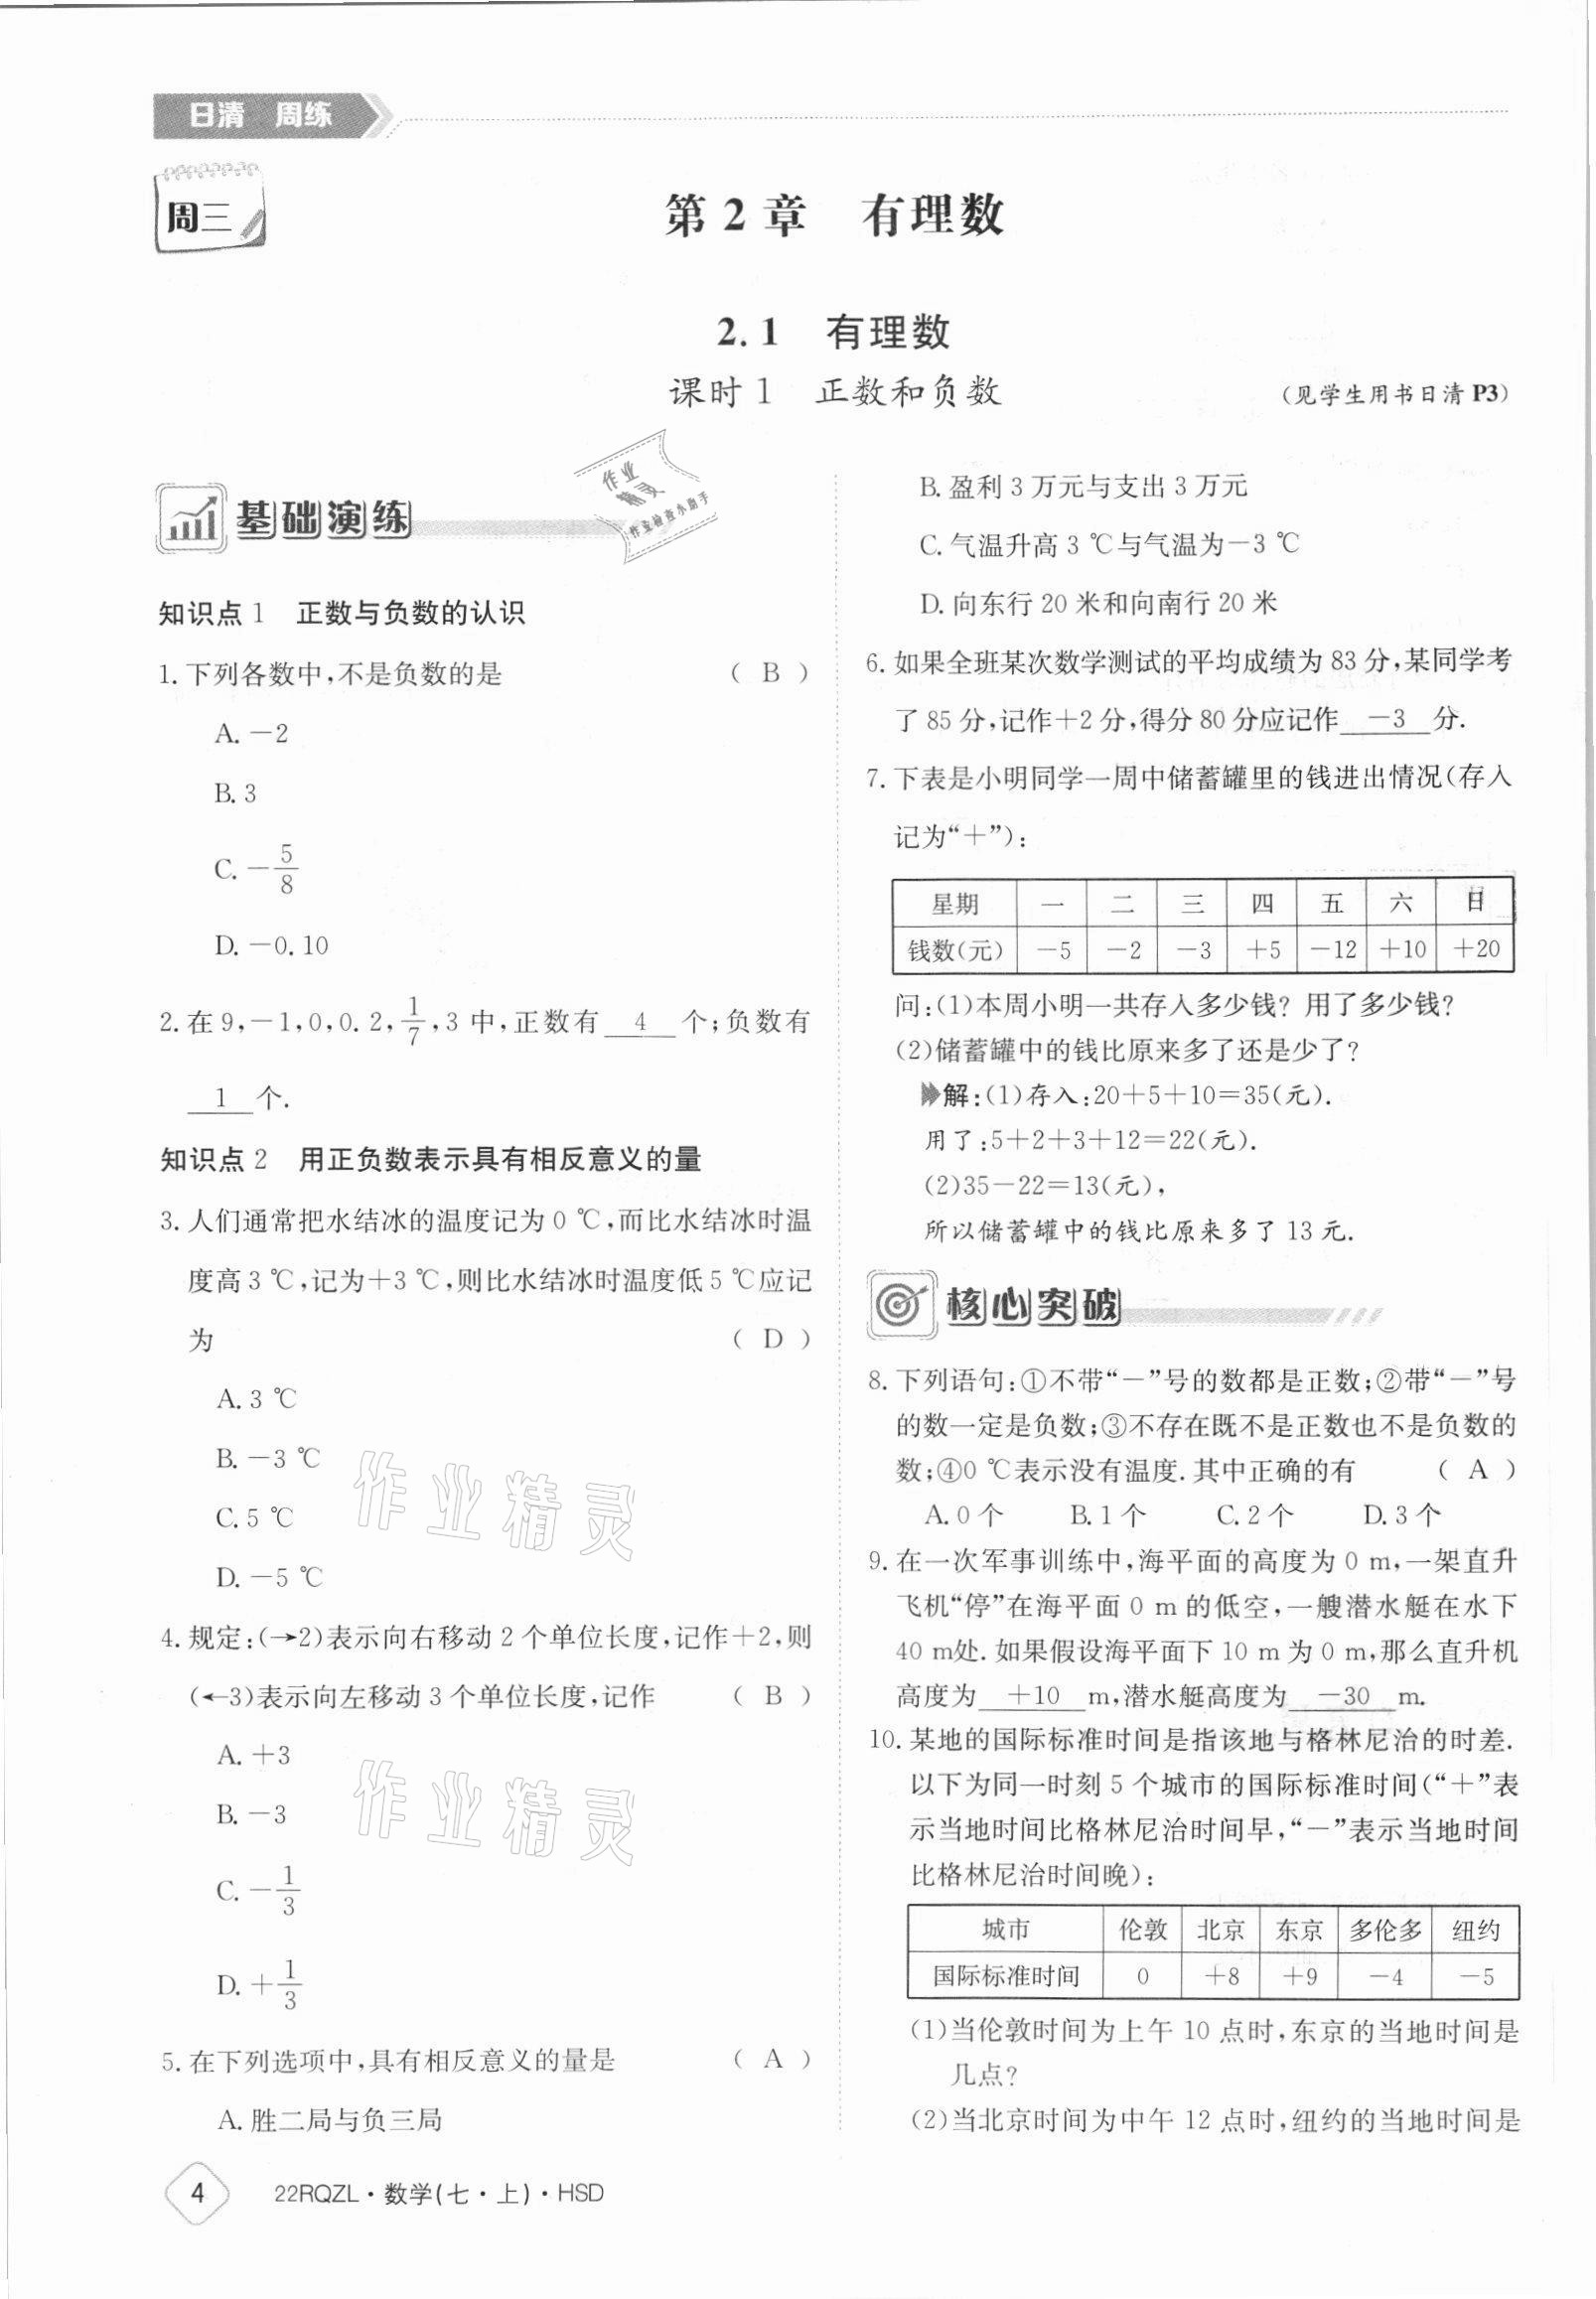 日清 周练
周三
第 2 章 有理数
2.1 有理数
课时 1 正数和负数
(见学生用书日清 P3)
作业
精灵
作业检查小助手
基础演练
知识点 1 正数与负数的认识
1. 下列各数中,不是负数的是 ( B )
A. −2
B. 3
C. −5/8
D. −0.10
2. 在 9,−1,0,0.2,1/7,3 中,正数有 4 个;负数有
1 个.
知识点 2 用正负数表示具有相反意义的量
3. 人们通常把水结冰的温度记为 0 ℃,而比水结冰时温
度高 3 ℃,记为+3 ℃,则比水结冰时温度低 5 ℃应记
为 ( D )
A. 3 ℃
B. −3 ℃
C. 5 ℃
D. −5 ℃
4. 规定:(→2)表示向右移动 2 个单位长度,记作+2,则
(←3)表示向左移动 3 个单位长度,记作 ( B )
A. +3
B. −3
C. −1/3
D. +1/3
5. 在下列选项中,具有相反意义的量是 ( A )
A. 胜二局与负三局
B. 盈利 3 万元与支出 3 万元
C. 气温升高 3 ℃与气温为−3 ℃
D. 向东行 20 米和向南行 20 米
6. 如果全班某次数学测试的平均成绩为 83 分,某同学考
了 85 分,记作+2 分,得分 80 分应记作 −3 分.
7. 下表是小明同学一周中储蓄罐里的钱进出情况(存入
记为“+”):
星期 一 二 三 四 五 六 日
钱数(元) −5 −2 −3 +5 −12 +10 +20
问:(1)本周小明一共存入多少钱? 用了多少钱?
(2)储蓄罐中的钱比原来多了还是少了?
解:(1)存入:20+5+10=35(元).
用了:5+2+3+12=22(元).
(2)35−22=13(元),
所以储蓄罐中的钱比原来多了 13 元.
核心突破
8. 下列语句:①不带“−”号的数都是正数;②带“−”号
的数一定是负数;③不存在既不是正数也不是负数的
数;④0 ℃表示没有温度.其中正确的有 ( A )
A. 0 个 B. 1 个 C. 2 个 D. 3 个
9. 在一次军事训练中,海平面的高度为 0 m,一架直升
飞机“停”在海平面 0 m 的低空,一艘潜水艇在水下
40 m处.如果假设海平面下 10 m 为 0 m,那么直升机
高度为 +10 m,潜水艇高度为 −30 m.
10. 某地的国际标准时间是指该地与格林尼治的时差.
以下为同一时刻 5 个城市的国际标准时间(“+”表
示当地时间比格林尼治时间早,“−”表示当地时间
比格林尼治时间晚):
城市 伦敦 北京 东京 多伦多 纽约
国际标准时间 0 +8 +9 −4 −5
(1)当伦敦时间为上午 10 点时,东京的当地时间是
几点?
(2)当北京时间为中午 12 点时,纽约的当地时间是
作业精灵
作业精灵
4 22RQZL·数学(七·上)·HSD